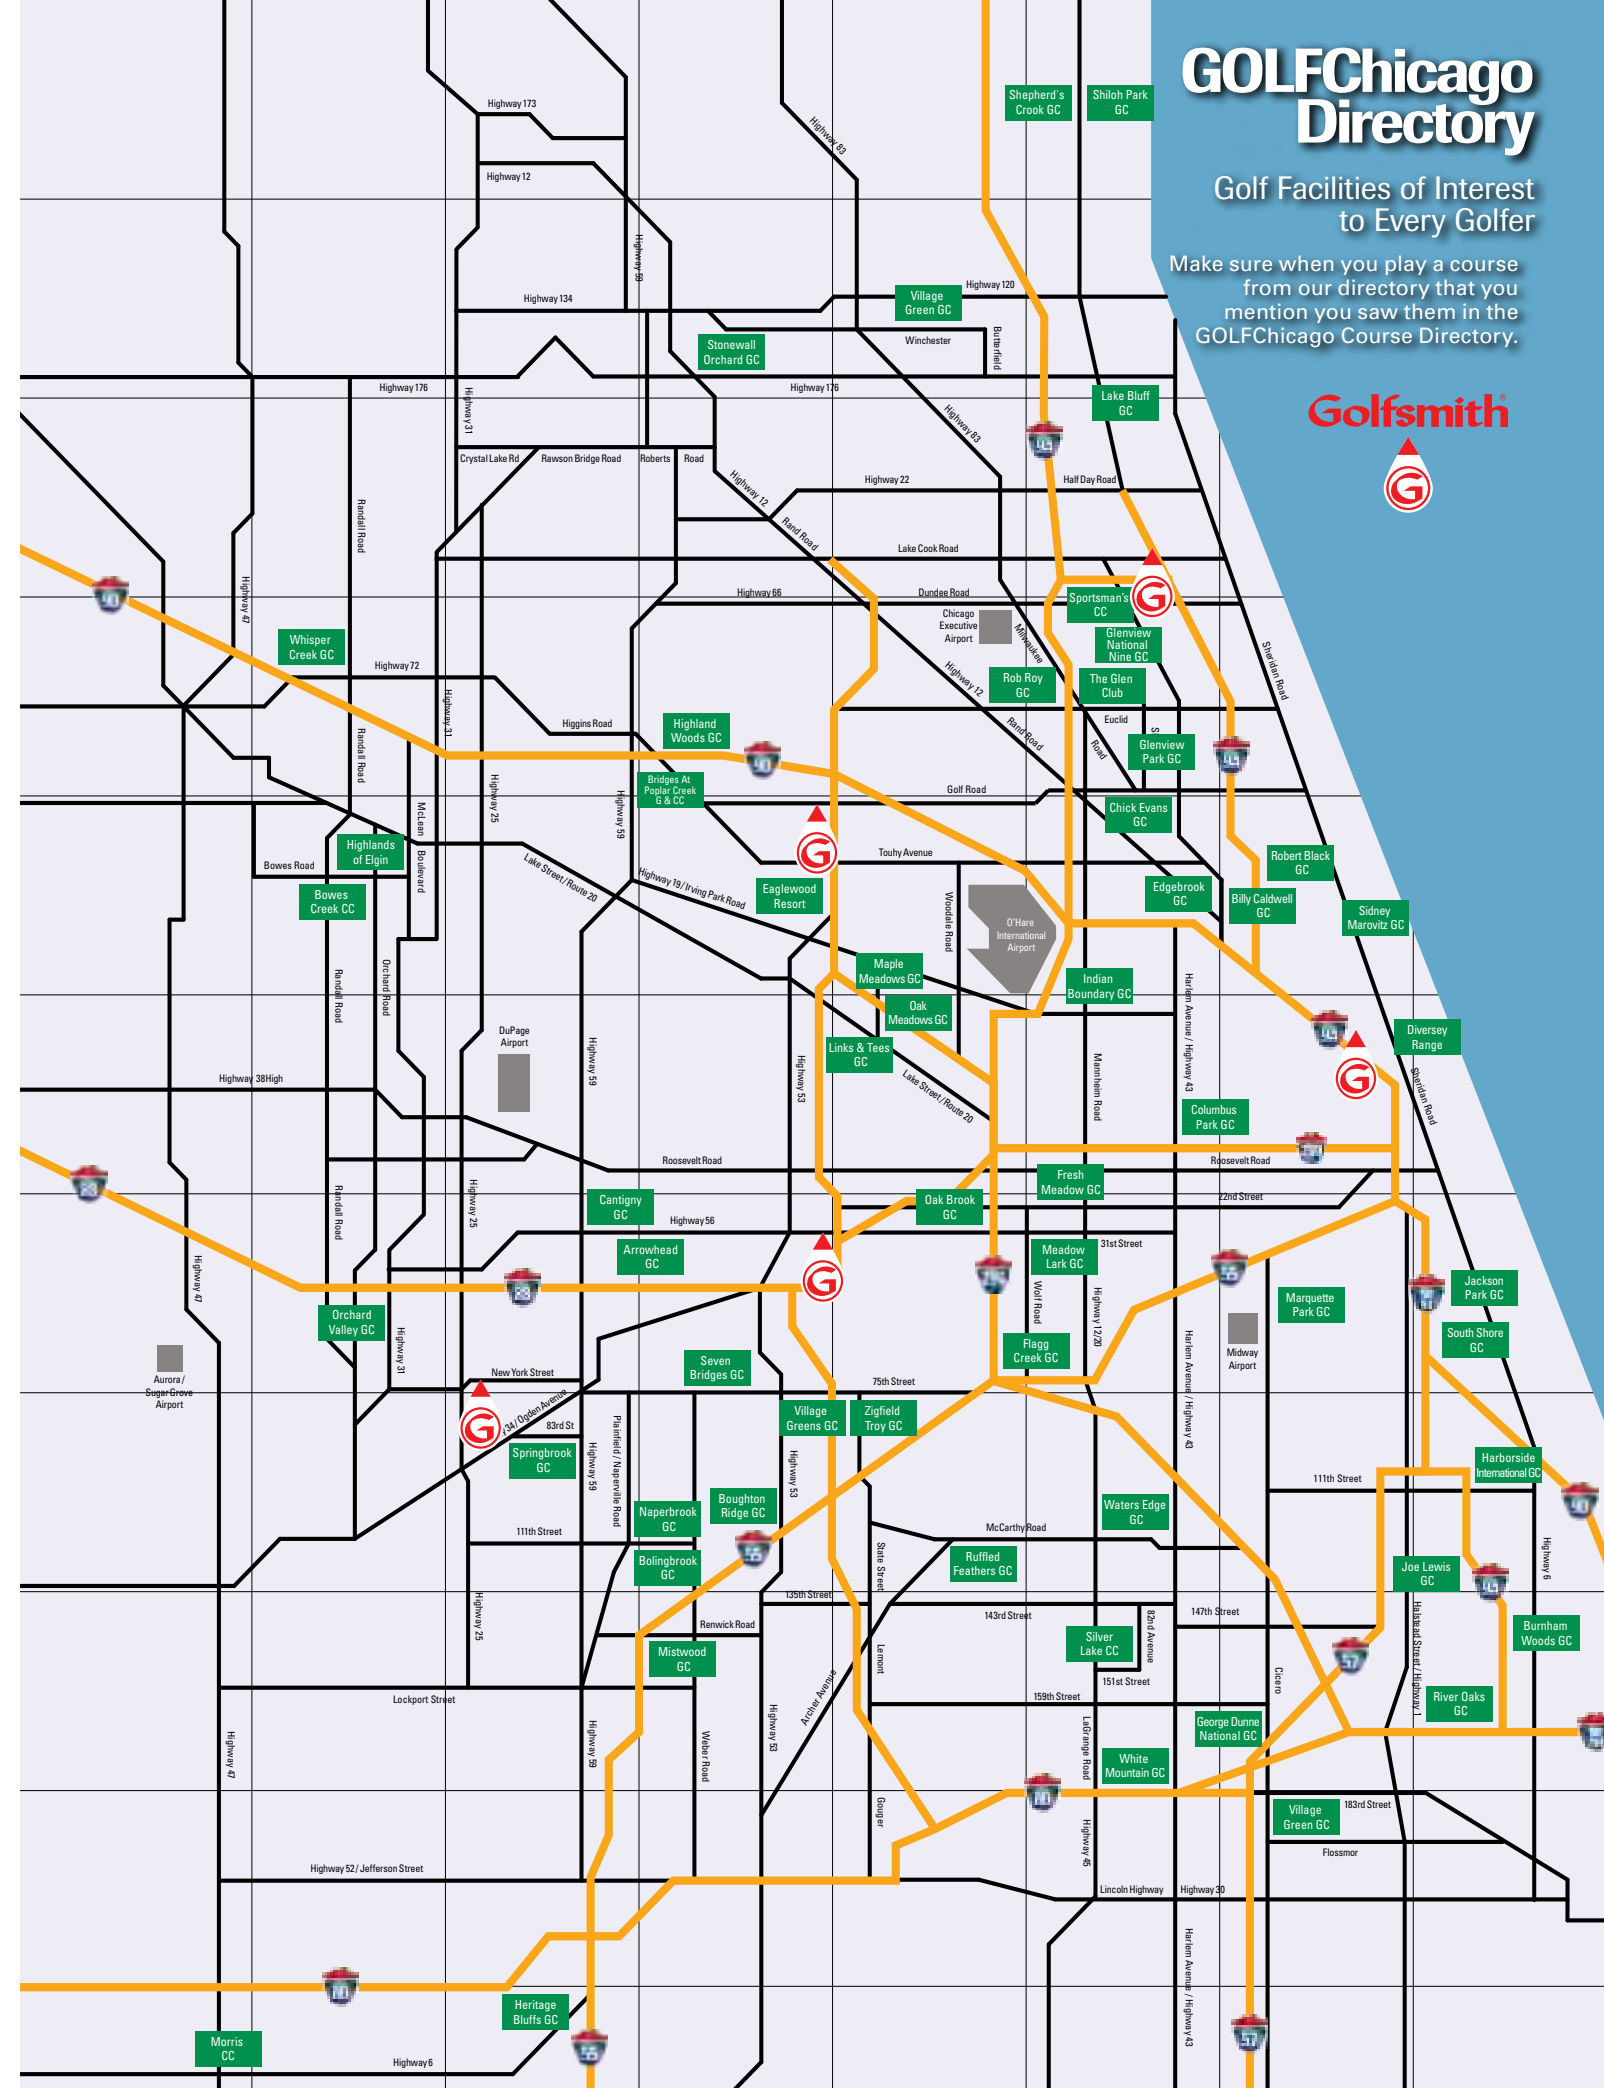 GOLFChicago
Directory
Golf Facilities of Interest
to Every Golfer
Make sure when you play a course
from our directory that you
mention you saw them in the
GOLFChicago Course Directory.
Golfsmith®
G
Shepherd's
Crook GC
Shiloh Park
GC
Highway 173
Highway 83
Highway 12
Highway 59
Highway 134
Village
Green GC
Highway 120
Stonewall
Orchard GC
Winchester
Butterfield
Highway 176
Highway 176
Highway 31
Lake Bluff
GC
Highway 83
Crystal Lake Rd
Rawson Bridge Road
Roberts
Road
Highway 12
Highway 22
Half Day Road
Randall Road
Rand Road
Lake Cook Road
Highway 47
Highway 66
Dundee Road
90
Sportsman's
CC
G
Chicago
Executive
Airport
Milwaukee
Glenview
National
Nine GC
Whisper
Creek GC
Highway 72
Highway 12
Rob Roy
GC
The Glen
Club
Sheridan Road
Highway 31
Higgins Road
Highland
Woods GC
Rand Road
Euclid
Road
S
Glenview
Park GC
Randall Road
90
Bridges At
Poplar Creek
G & CC
Highway 25
Highway 59
Golf Road
McLean
Boulevard
Chick Evans
GC
G
Highlands
of Elgin
Bowes Road
Lake Street / Route 20
Highway 19 / Irving Park Road
Touhy Avenue
Robert Black
GC
Bowes
Creek CC
Eaglewood
Resort
Woodale Road
Edgebrook
GC
Billy Caldwell
GC
Sidney
Marovitz GC
O'Hare
International
Airport
Randall Road
Orchard Road
Maple
Meadows GC
Indian
Boundary GC
Harlem Avenue / Highway 43
Oak
Meadows GC
DuPage
Airport
Highway 59
Links & Tees
GC
Highway 53
Mannheim Road
Diversey
Range
G
Highway 38High
Lake Street / Route 20
Sheridan Road
Columbus
Park GC
Roosevelt Road
Roosevelt Road
88
Fresh
Meadow GC
22nd Street
Randall Road
Highway 25
Cantigny
GC
Oak Brook
GC
Highway 56
Arrowhead
GC
G
31st Street
Meadow
Lark GC
Highway 47
88
55
Wolf Road
Highway 12/20
Marquette
Park GC
Jackson
Park GC
Orchard
Valley GC
Highway 31
Harlem Avenue / Highway 43
Midway
Airport
South Shore
GC
Flagg
Creek GC
Aurora /
Sugar Grove
Airport
Seven
Bridges GC
New York Street
75th Street
G
y 34 / Ogden Avenue
83rd St
Village
Greens GC
Zigfield
Troy GC
Springbrook
GC
Highway 59
Plainfield / Naperville Road
Highway 53
Harborside
International GC
111th Street
Boughton
Ridge GC
Naperbrook
GC
Waters Edge
GC
111th Street
McCarthy Road
55
State Street
Highway 6
Bolingbrook
GC
Ruffled
Feathers GC
Joe Lewis
GC
Highway 25
135th Street
143rd Street
82nd Avenue
147th Street
Halstead Street / Highway 1
Renwick Road
Burnham
Woods GC
Silver
Lake CC
Mistwood
GC
Lemont
57
151st Street
Cicero
Lockport Street
Archer Avenue
159th Street
River Oaks
GC
Highway 47
Highway 59
Weber Road
Highway 53
LaGrange Road
George Dunne
National GC
White
Mountain GC
80
Gouger
Village
Green GC
183rd Street
Highway 45
Flossmor
Highway 52 / Jefferson Street
Lincoln Highway
Highway 30
Harlem Avenue / Highway 43
Heritage
Bluffs GC
57
55
Morris
CC
Highway 6